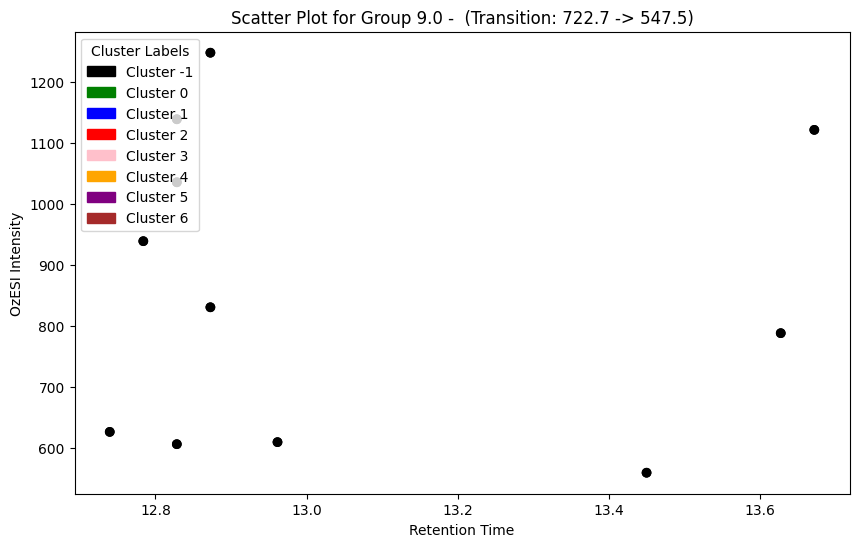 Scatter Plot for Group 9.0 -  (Transition: 722.7 -> 547.5)
Cluster Labels
Cluster -1
Cluster 0
Cluster 1
Cluster 2
Cluster 3
Cluster 4
Cluster 5
Cluster 6
OzESI Intensity
1200
1100
1000
900
800
700
600
12.8 13.0 13.2 13.4 13.6
Retention Time